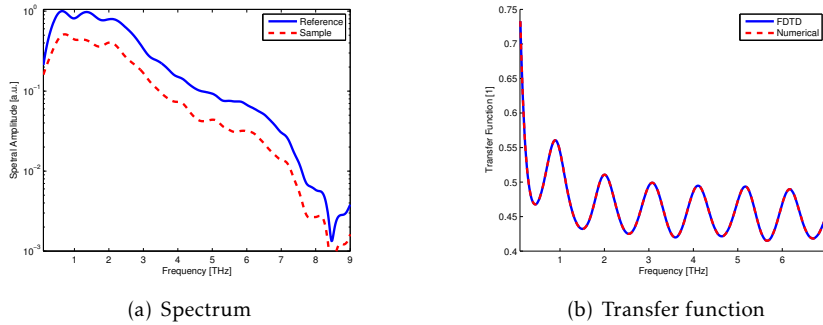 10^0
10^-1
10^-2
10^-3
Spetral Amplitude [a.u.]
0 1 2 3 4 5 6 7 8 9
Frequency [THz]
Reference
Sample
(a) Spectrum
0.75
0.7
0.65
0.6
0.55
0.5
0.45
0.4
Transfer Function [1]
1 2 3 4 5 6
Frequency [THz]
FDTD
Numerical
(b) Transfer function